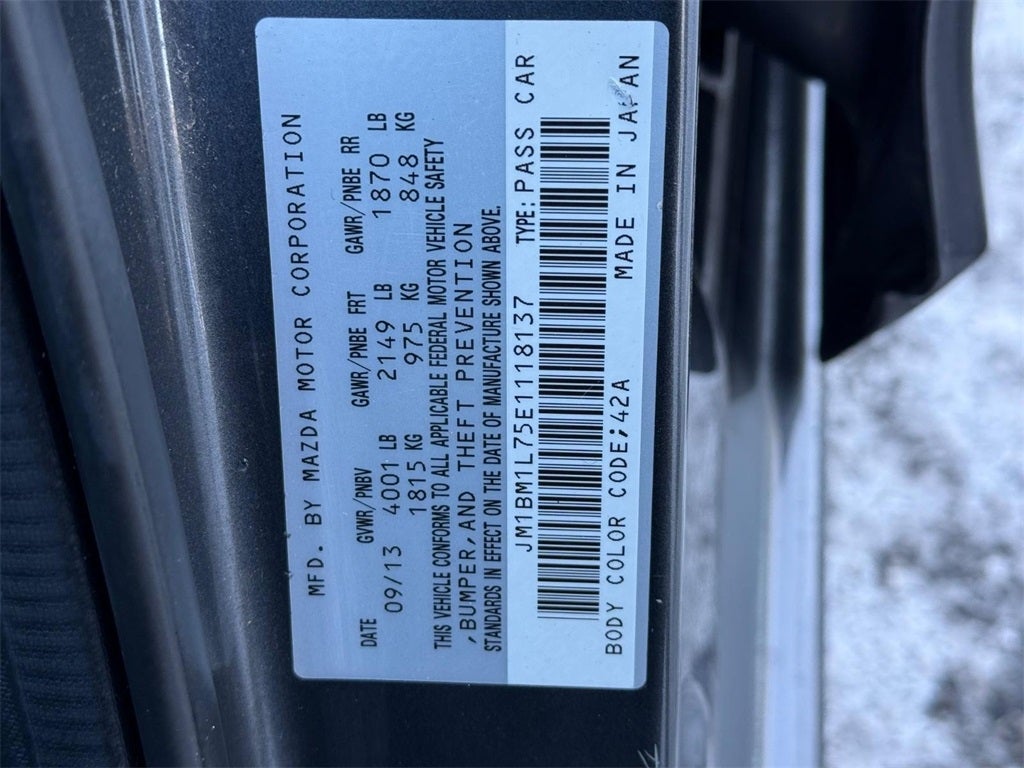 MFD. BY MAZDA MOTOR CORPORATION
DATE GVWR/PNBV GAWR/PNBE FRT GAWR/PNBE RR
09/13 4001 LB 2149 LB 1870 LB
1815 KG 975 KG 848 KG
THIS VEHICLE CONFORMS TO ALL APPLICABLE FEDERAL MOTOR VEHICLE SAFETY
,BUMPER,AND THEFT PREVENTION
STANDARDS IN EFFECT ON THE DATE OF MANUFACTURE SHOWN ABOVE.
JM1BM1L75E1118137 TYPE:PASS CAR
BODY COLOR CODE;42A MADE IN JAPAN